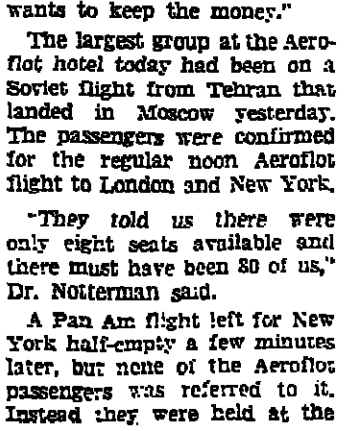 wants to keep the money."
The largest group at the Aero-
flot hotel today had been on a
Soviet flight from Tehran that
landed in Moscow yesterday.
The passengers were confirmed
for the regular noon Aeroflot
flight to London and New York.
"They told us there were
only eight seats available and
there must have been 80 of us,"
Dr. Notterman said.
A Pan Am flight left for New
York half-empty a few minutes
later, but none of the Aeroflot
passengers was referred to it.
Instead they were held at the